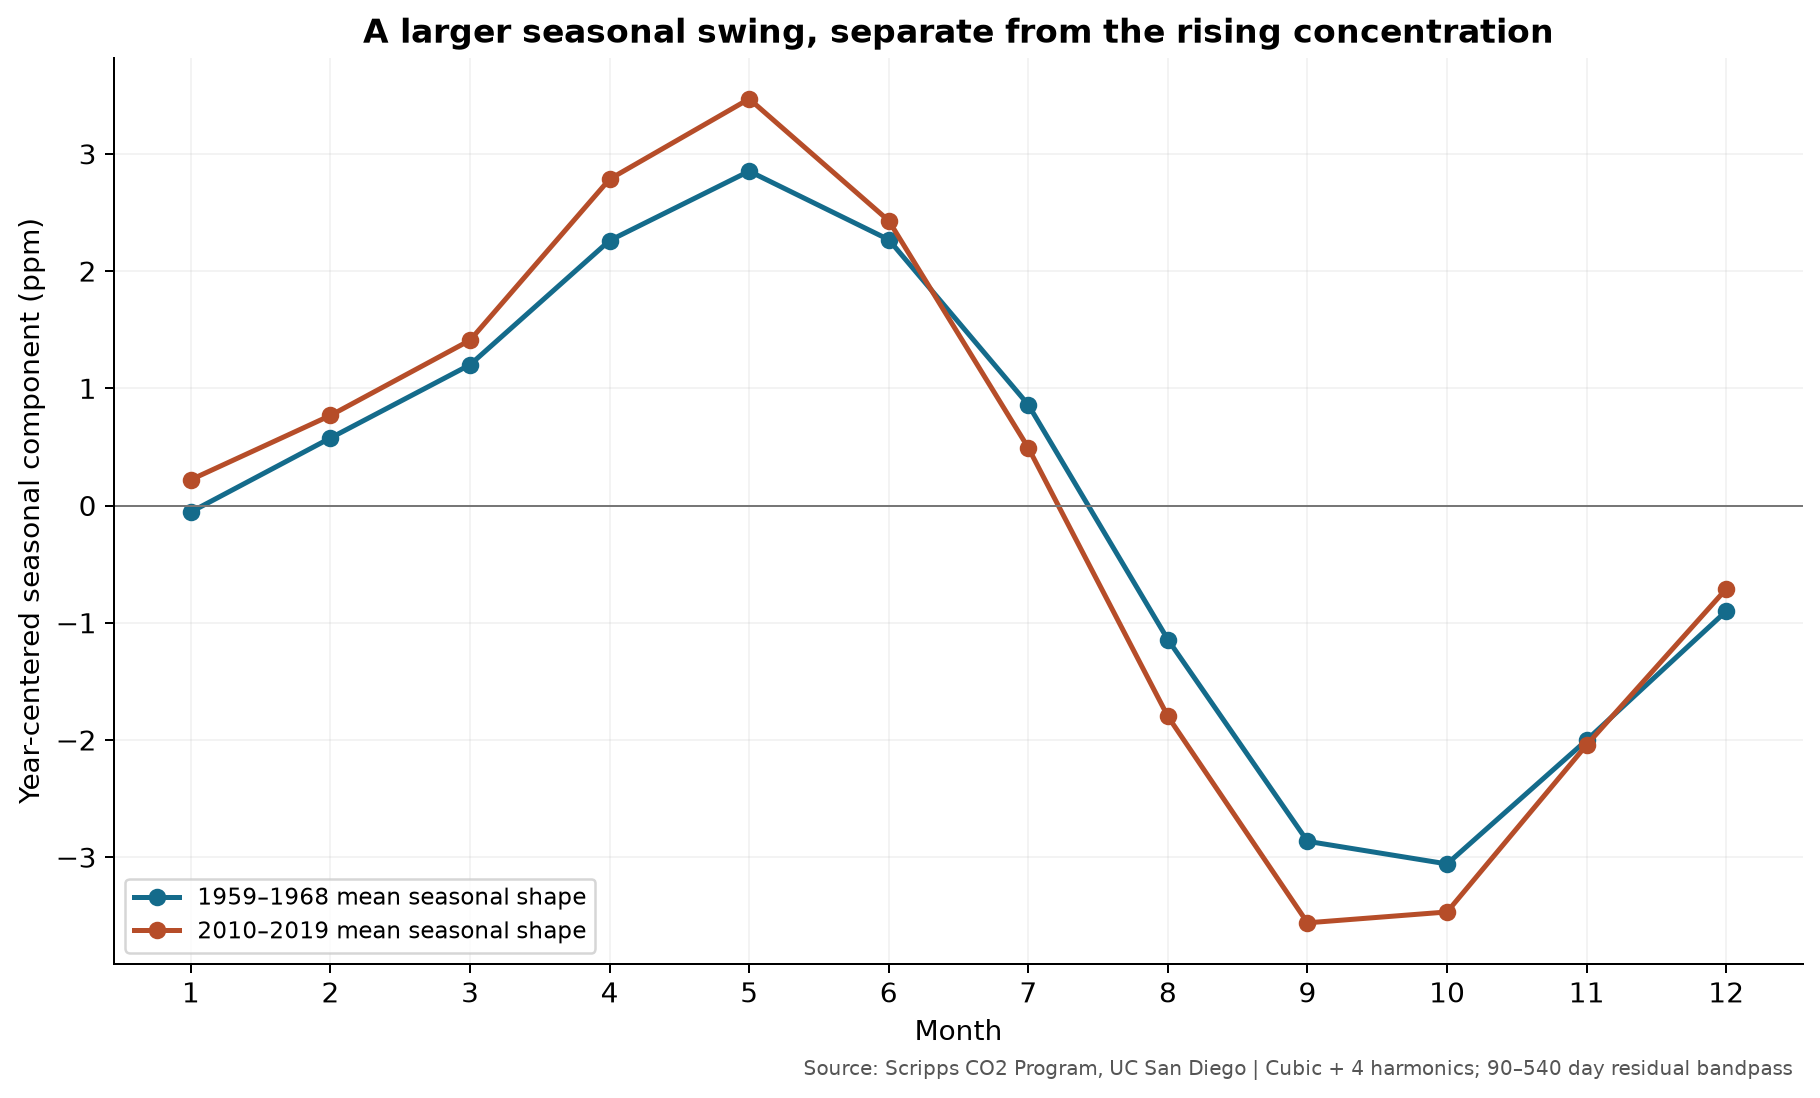 A larger seasonal swing, separate from the rising concentration
Year-centered seasonal component (ppm)
3
2
1
0
−1
−2
−3
1959–1968 mean seasonal shape
2010–2019 mean seasonal shape
1 2 3 4 5 6 7 8 9 10 11 12
Month
Source: Scripps CO2 Program, UC San Diego | Cubic + 4 harmonics; 90–540 day residual bandpass